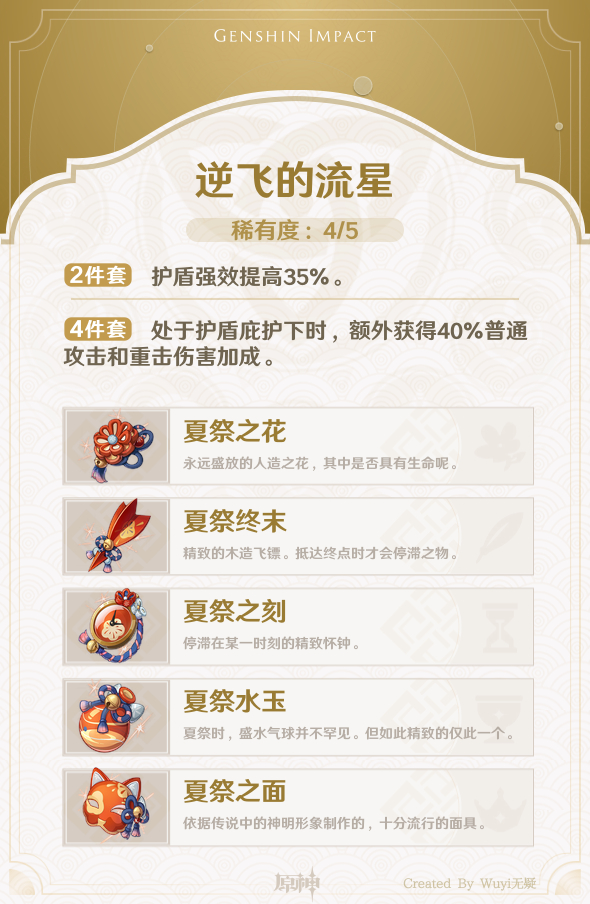 GENSHIN IMPACT
逆飞的流星
稀有度：4/5
2件套 护盾强效提高35%。
4件套 处于护盾庇护下时，额外获得40%普通
攻击和重击伤害加成。
夏祭之花
永远盛放的人造之花，其中是否具有生命呢。
夏祭终末
精致的木造飞镖。抵达终点时才会停滞之物。
夏祭之刻
停滞在某一时刻的精致怀钟。
夏祭水玉
夏祭时，盛水气球并不罕见。但如此精致的仅此一个。
夏祭之面
依据传说中的神明形象制作的，十分流行的面具。
原神
Created By Wuyi无疑